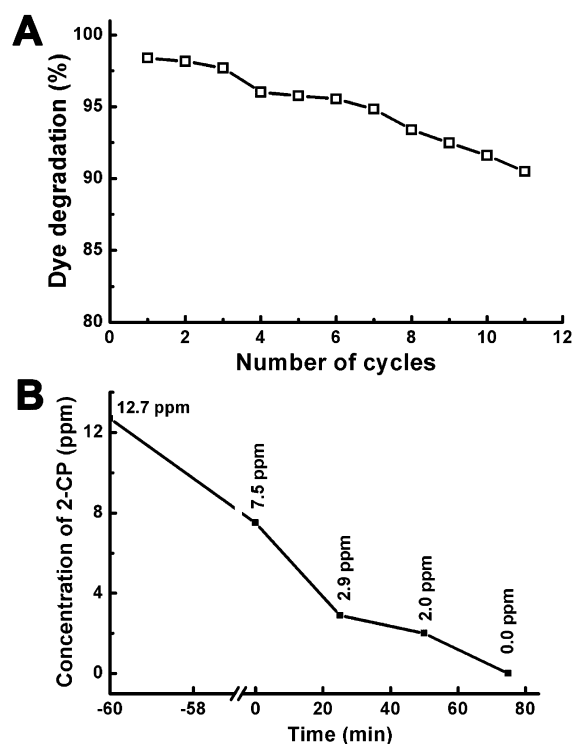 A
100
95
90
85
80
Dye degradation (%)
0 2 4 6 8 10 12
Number of cycles
B
12.7 ppm
7.5 ppm
2.9 ppm
2.0 ppm
0.0 ppm
12
8
4
0
Concentration of 2-CP (ppm)
-60 -58 0 20 40 60 80
Time (min)